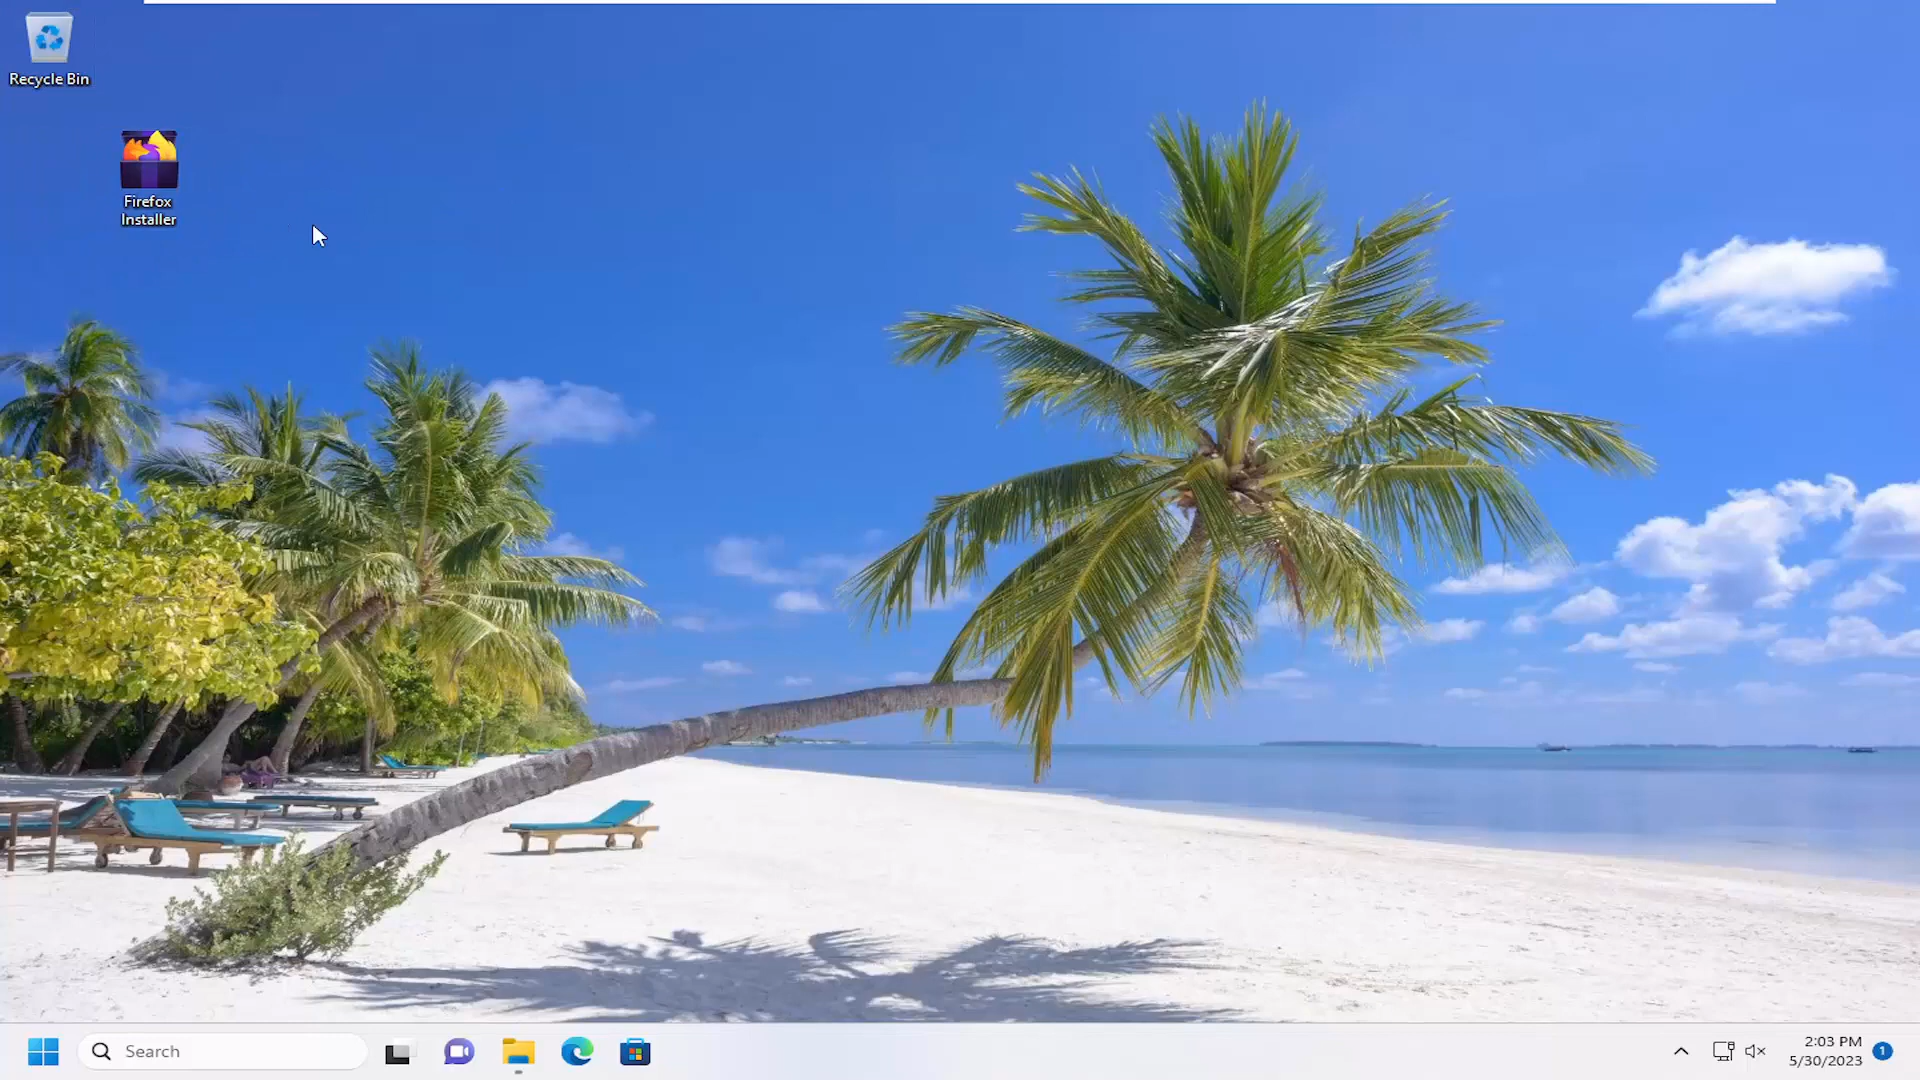 Recycle Bin
Firefox
Installer
Search
2:03 PM
5/30/2023
1